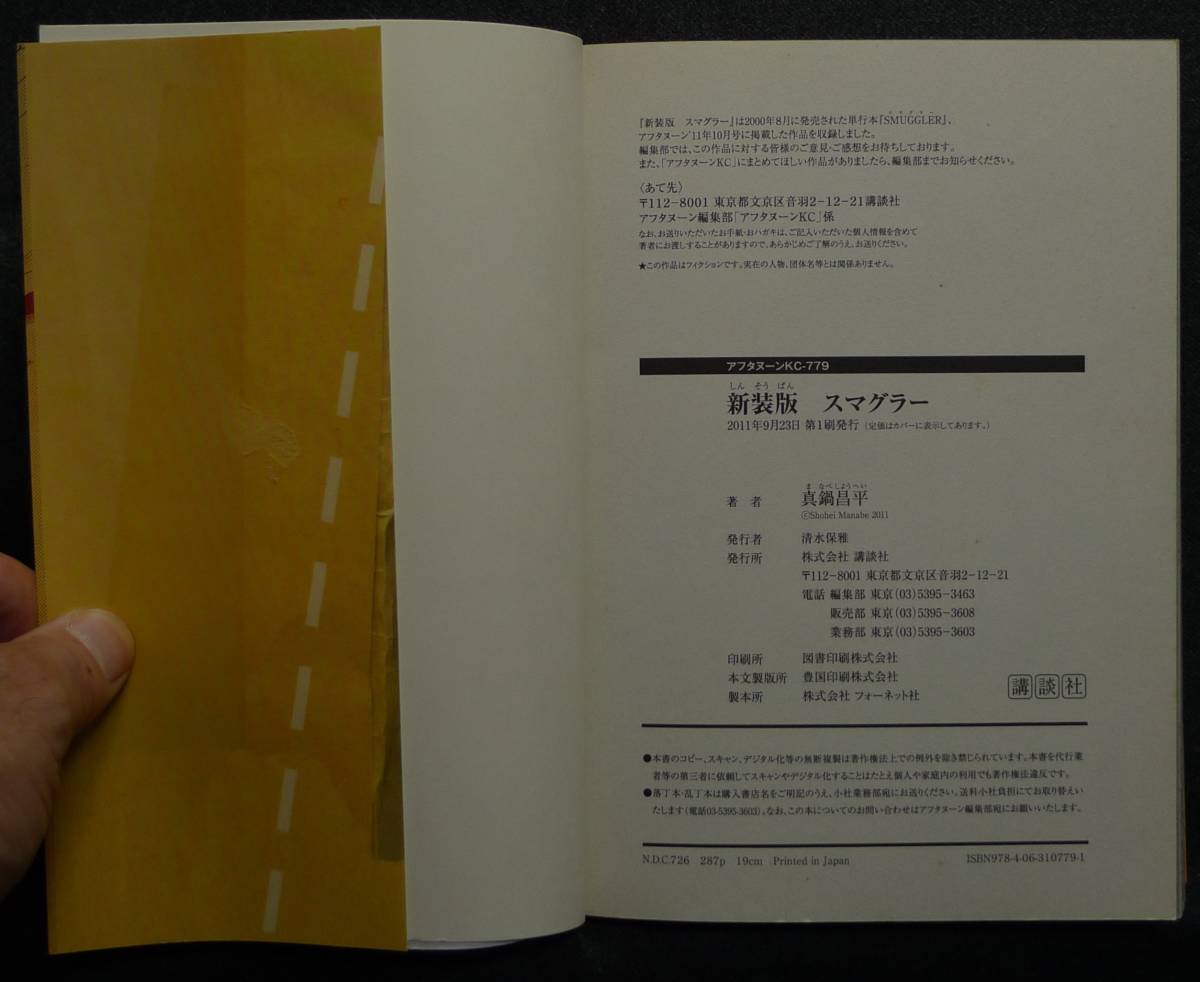 『新装版 スマグラー』は2000年8月に発売された単行本『SMUGGLER』、
アフタヌーン'11年10月号に掲載した作品を収録しました。
編集部では、この作品に対する皆様のご意見・ご感想をお待ちしております。
また、「アフタヌーンKC」にまとめてほしい作品がありましたら、編集部までお知らせください。
〈あて先〉
〒112-8001 東京都文京区音羽2-12-21講談社
アフタヌーン編集部「アフタヌーンKC」係
なお、お送りいただいたお手紙・おハガキは、ご記入いただいた個人情報を含めて
著者にお渡しすることがありますので、あらかじめご了解のうえ、お送りください。
★この作品はフィクションです。実在の人物、団体名等とは関係ありません。
アフタヌーンKC-779
しん そう ばん
新装版 スマグラー
2011年9月23日 第1刷発行 (定価はカバーに表示してあります。)
ま なべしょうへい
著 者 真鍋昌平
©Shohei Manabe 2011
発行者 清水保雅
発行所 株式会社 講談社
〒112-8001 東京都文京区音羽2-12-21
電話 編集部 東京(03)5395-3463
販売部 東京(03)5395-3608
業務部 東京(03)5395-3603
印刷所 図書印刷株式会社
本文製版所 豊国印刷株式会社
製本所 株式会社 フォーネット社
講談社
●本書のコピー、スキャン、デジタル化等の無断複製は著作権法上での例外を除き禁じられています。本書を代行業
者等の第三者に依頼してスキャンやデジタル化することはたとえ個人や家庭内の利用でも著作権法違反です。
●落丁本・乱丁本は購入書店名をご明記のうえ、小社業務部宛にお送りください。送料小社負担にてお取り替えい
たします(電話03-5395-3603)。なお、この本についてのお問い合わせはアフタヌーン編集部宛にお願いいたします。
N.D.C.726 287p 19cm Printed in Japan ISBN978-4-06-310779-1